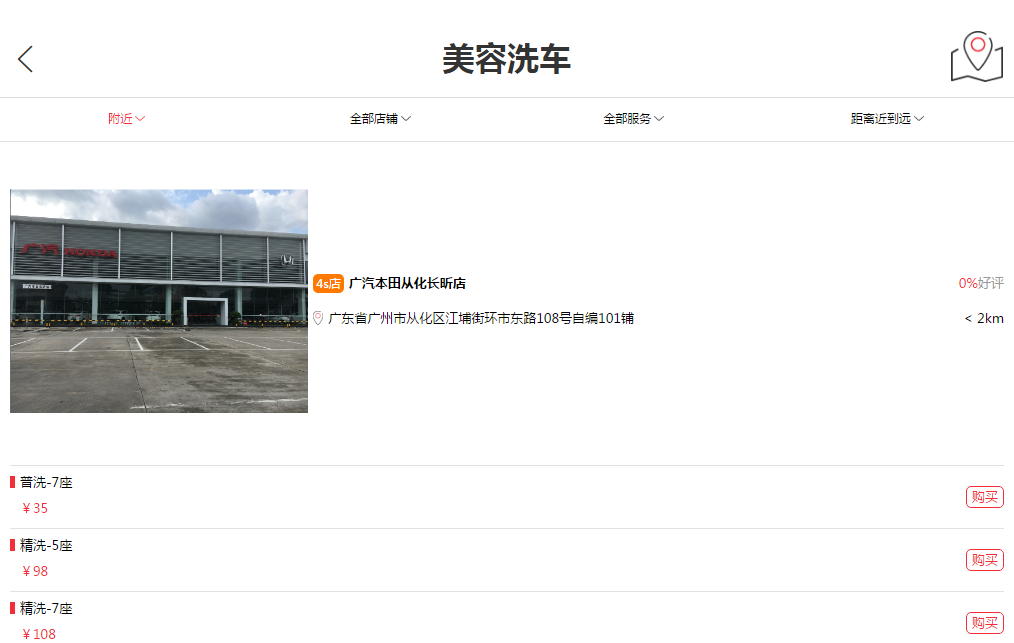 美容洗车
附近
全部店铺
全部服务
距离近到远
广汽 HONDA
4s店 广汽本田从化长昕店
0%好评
广东省广州市从化区江埔街环市东路108号自编101铺
< 2km
普洗-7座
¥35
购买
精洗-5座
¥98
购买
精洗-7座
¥108
购买